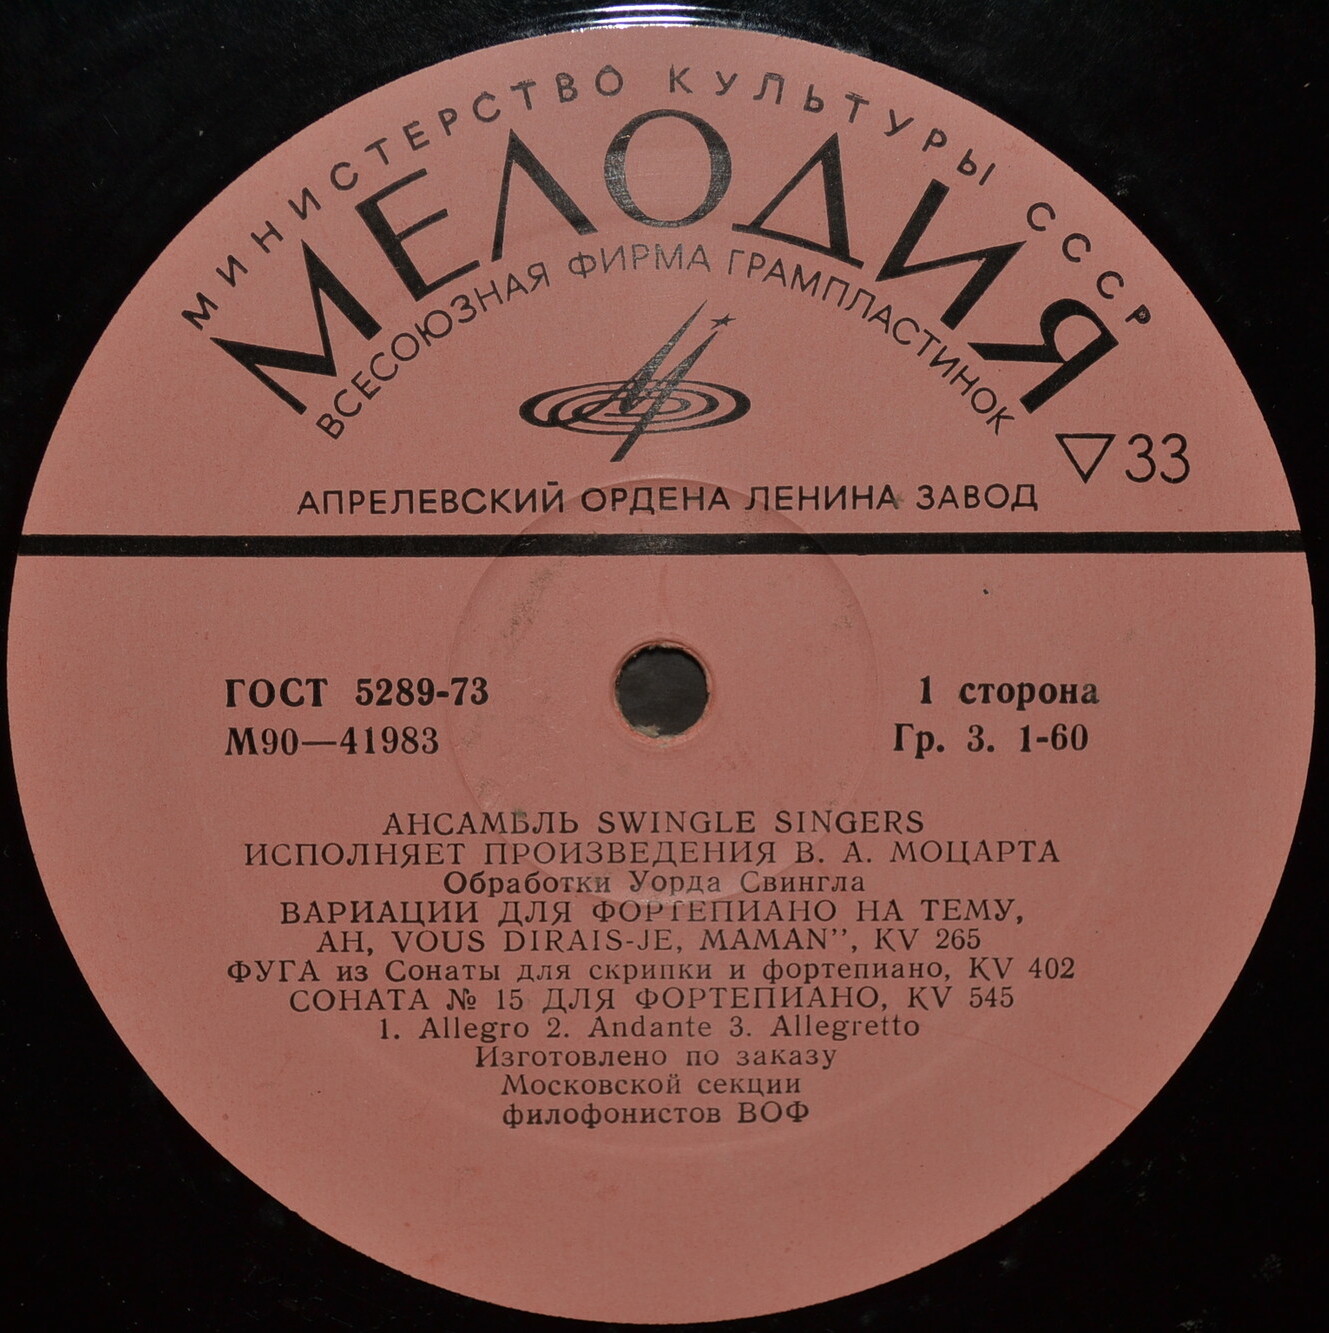 МИНИСТЕРСТВО КУЛЬТУРЫ СССР
МЕЛОДИЯ
ВСЕСОЮЗНАЯ ФИРМА ГРАМПЛАСТИНОК
33
АПРЕЛЕВСКИЙ ОРДЕНА ЛЕНИНА ЗАВОД
ГОСТ 5289-73
М90—41983
1 сторона
Гр. 3. 1-60
АНСАМБЛЬ SWINGLE SINGERS
ИСПОЛНЯЕТ ПРОИЗВЕДЕНИЯ В. А. МОЦАРТА
Обработки Уорда Свингла
ВАРИАЦИИ ДЛЯ ФОРТЕПИАНО НА ТЕМУ,
AH, VOUS DIRAIS-JE, MAMAN”, KV 265
ФУГА из Сонаты для скрипки и фортепиано, KV 402
СОНАТА № 15 ДЛЯ ФОРТЕПИАНО, KV 545
1. Allegro 2. Andante 3. Allegretto
Изготовлено по заказу
Московской секции
филофонистов ВОФ